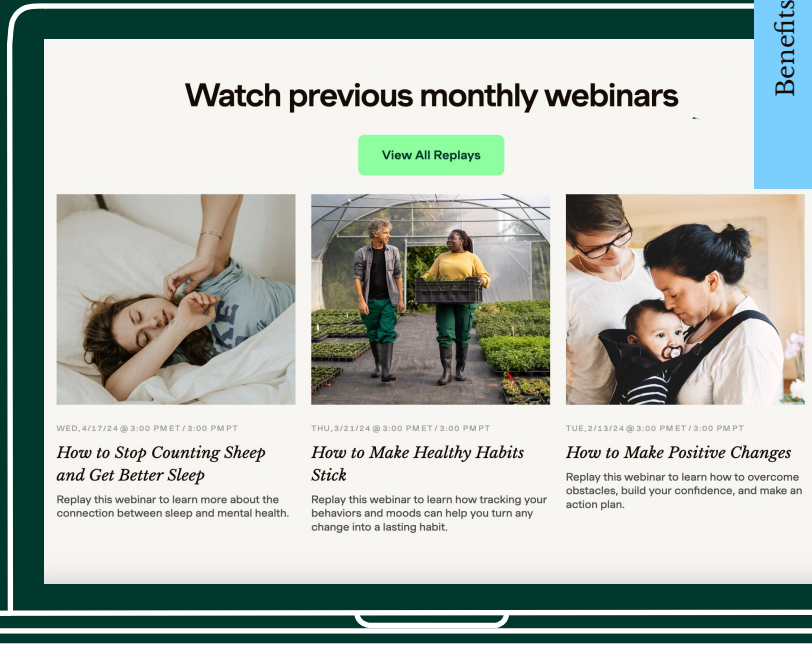 Benefits
Watch previous monthly webinars
View All Replays
WED, 4/17/24 @ 3:00 PM ET / 3:00 PM PT
How to Stop Counting Sheep
and Get Better Sleep
Replay this webinar to learn more about the
connection between sleep and mental health.
THU, 3/21/24 @ 3:00 PM ET / 3:00 PM PT
How to Make Healthy Habits
Stick
Replay this webinar to learn how tracking your
behaviors and moods can help you turn any
change into a lasting habit.
TUE, 2/13/24 @ 3:00 PM ET / 3:00 PM PT
How to Make Positive Changes
Replay this webinar to learn how to overcome
obstacles, build your confidence, and make an
action plan.